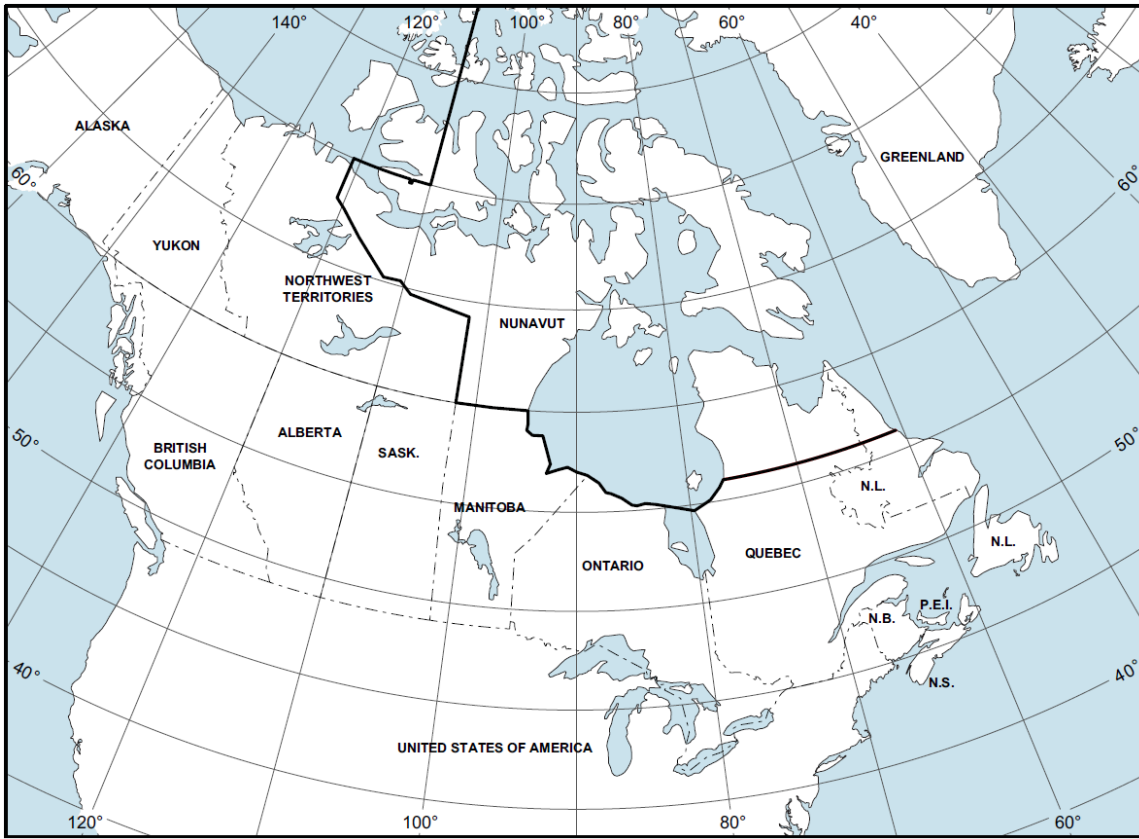 140°
120°
100°
80°
60°
40°
ALASKA
GREENLAND
60°
60°
YUKON
NORTHWEST
TERRITORIES
NUNAVUT
50°
50°
ALBERTA
BRITISH
COLUMBIA
SASK.
N.L.
MANITOBA
N.L.
QUEBEC
ONTARIO
P.E.I.
N.B.
40°
40°
N.S.
UNITED STATES OF AMERICA
120°
100°
80°
60°